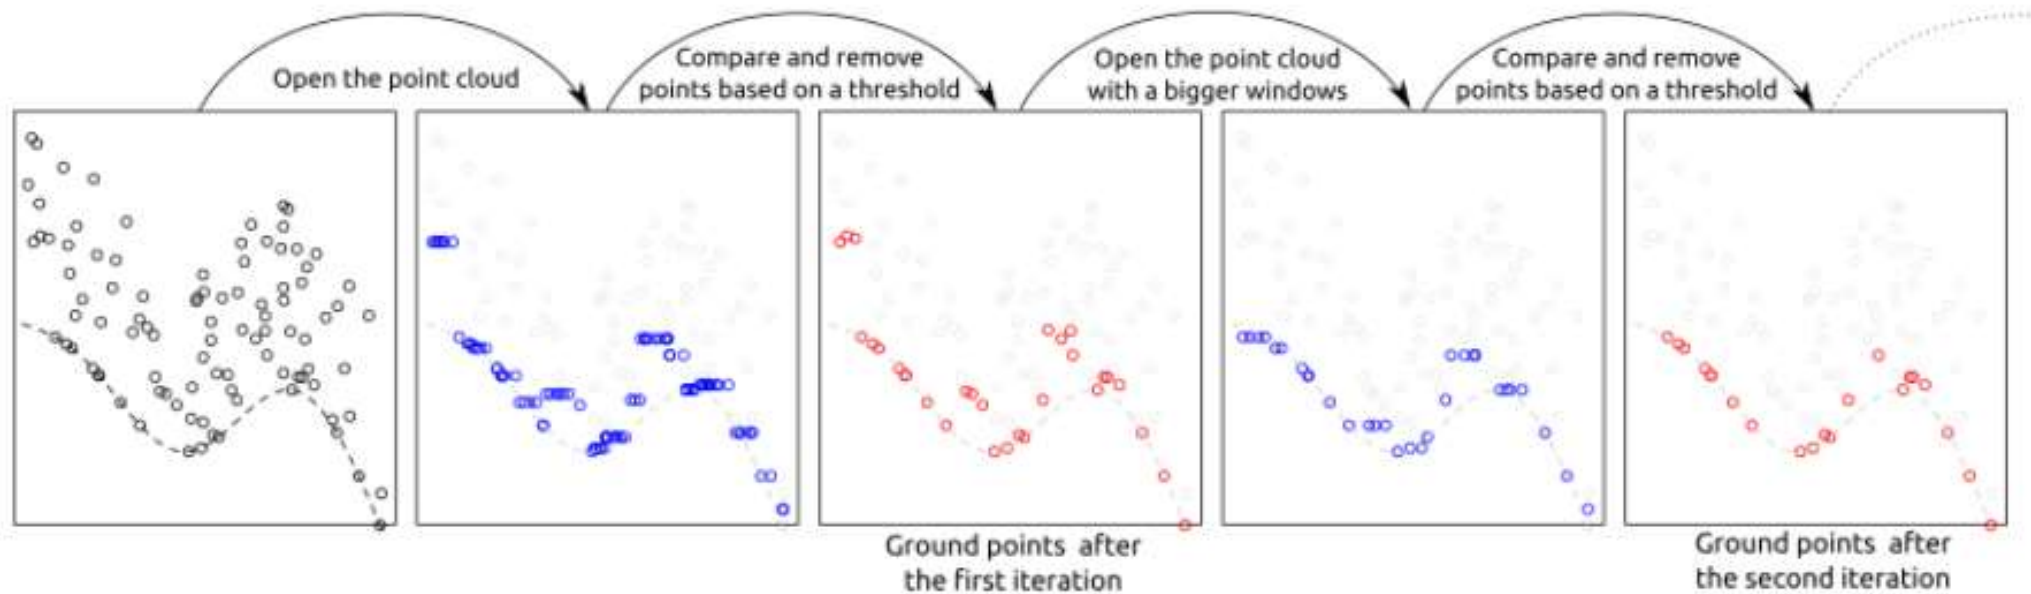 Open the point cloud
Compare and remove
points based on a threshold
Open the point cloud
with a bigger windows
Compare and remove
points based on a threshold
Ground points after
the first iteration
Ground points after
the second iteration